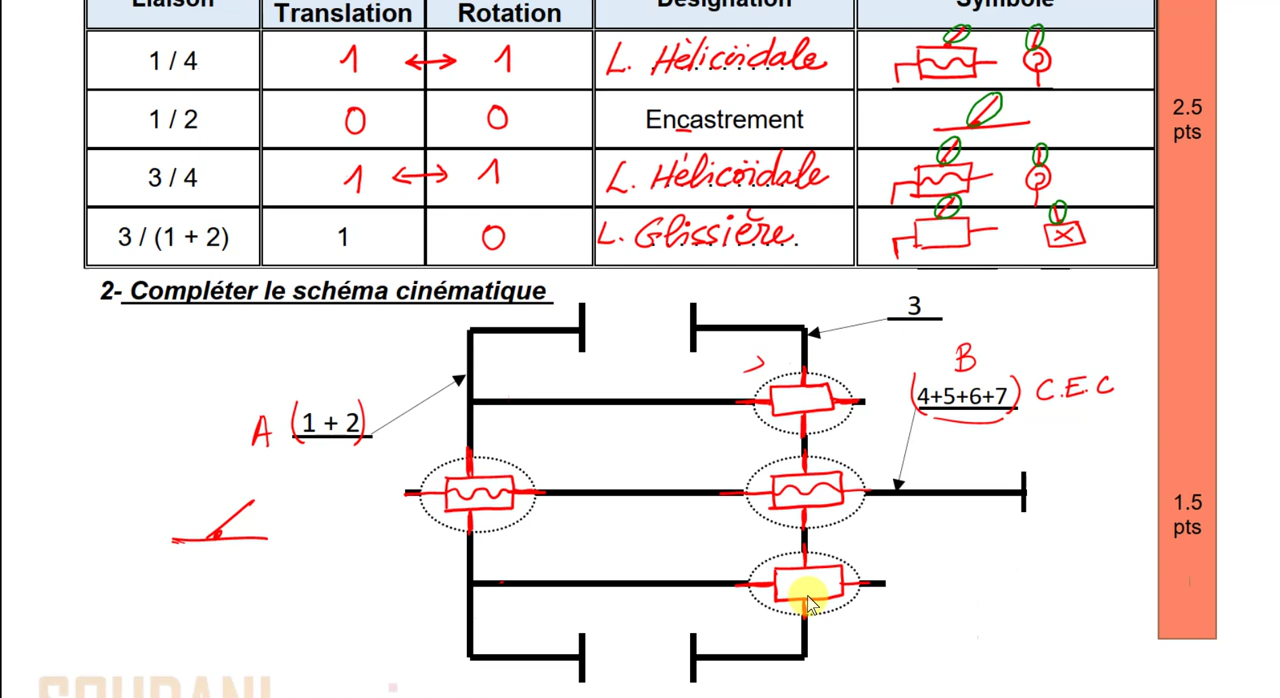 Liaison Translation Rotation Désignation Symbole
1 / 4 1 ↔ 1 L. Hèlicoïdale
1 / 2 0 0 Encastrement
3 / 4 1 ↔ 1 L. Hélicoïdale
3 / (1 + 2) 1 0 L. Glissière.
2.5
pts
2- Compléter le schéma cinématique
3
B
(4+5+6+7) C.E.C
A (1 + 2)
1.5
pts